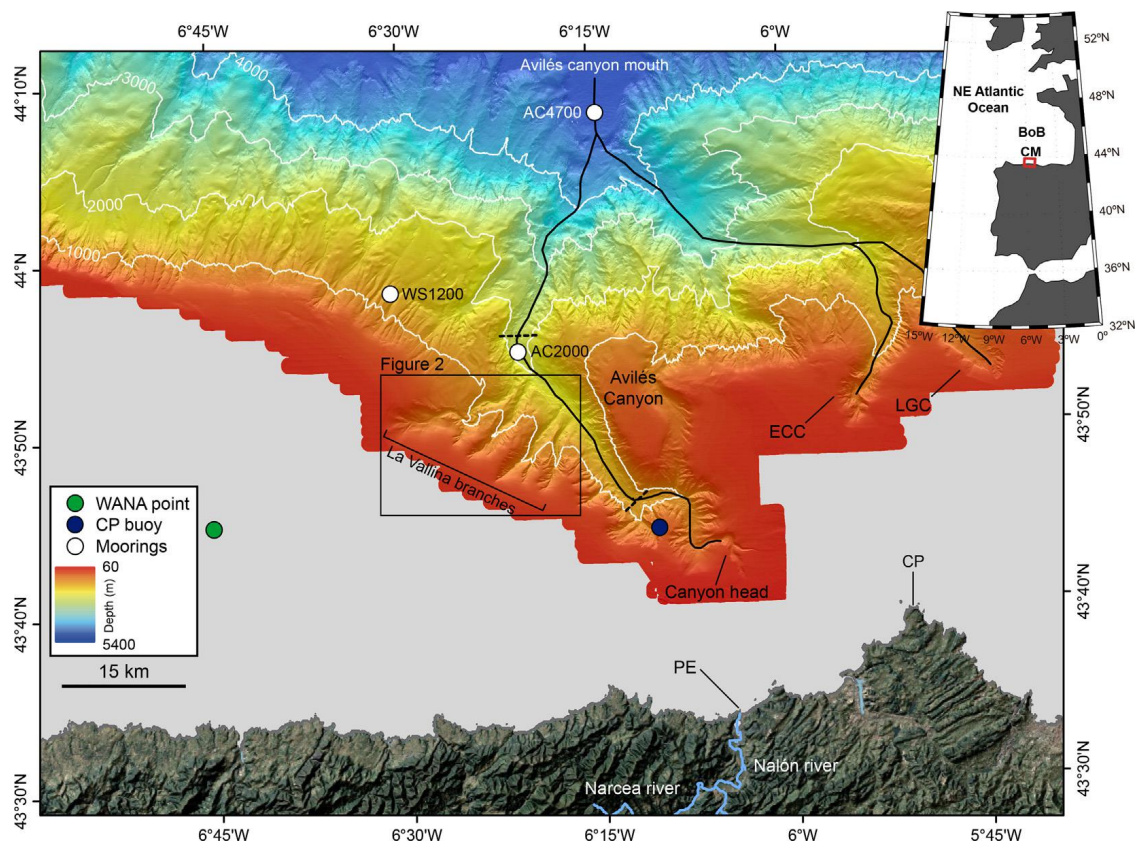 6°45'W
6°30'W
6°15'W
6°W
44°10'N
44°N
43°50'N
43°40'N
43°30'N
4000
3000
2000
1000
Avilés canyon mouth
AC4700
WS1200
AC2000
Figure 2
Avilés
Canyon
La Vallina branches
ECC
LGC
Canyon head
CP
PE
Nalón river
Narcea river
WANA point
CP buoy
Moorings
60
Depth (m)
5400
15 km
NE Atlantic
Ocean
BoB
CM
52°N
48°N
44°N
40°N
36°N
32°N
15°W
12°W
9°W
6°W
3°W
0°
43°50'N
43°40'N
43°30'N
6°45'W
6°30'W
6°15'W
6°W
5°45'W